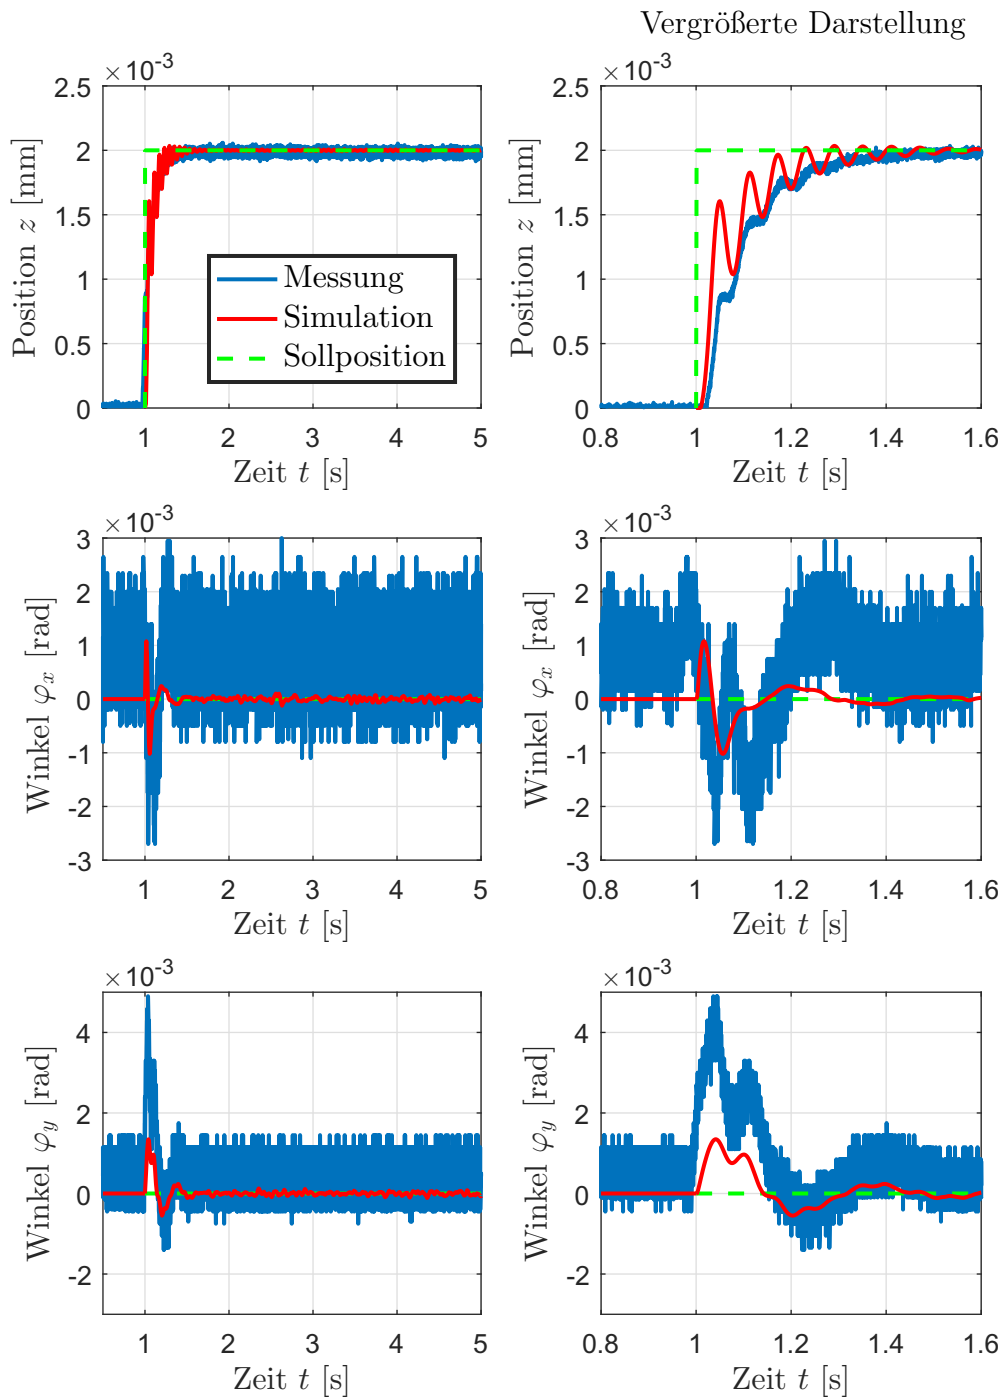 Vergrößerte Darstellung
×10-3
2.5
2
1.5
1
0.5
0
Position z [mm]
1 2 3 4 5
Zeit t [s]
Messung
Simulation
Sollposition
×10-3
2.5
2
1.5
1
0.5
0
Position z [mm]
0.8 1 1.2 1.4 1.6
Zeit t [s]
×10-3
3
2
1
0
-1
-2
-3
Winkel φx [rad]
1 2 3 4 5
Zeit t [s]
×10-3
3
2
1
0
-1
-2
-3
Winkel φx [rad]
0.8 1 1.2 1.4 1.6
Zeit t [s]
×10-3
4
2
0
-2
Winkel φy [rad]
1 2 3 4 5
Zeit t [s]
×10-3
4
2
0
-2
Winkel φy [rad]
0.8 1 1.2 1.4 1.6
Zeit t [s]